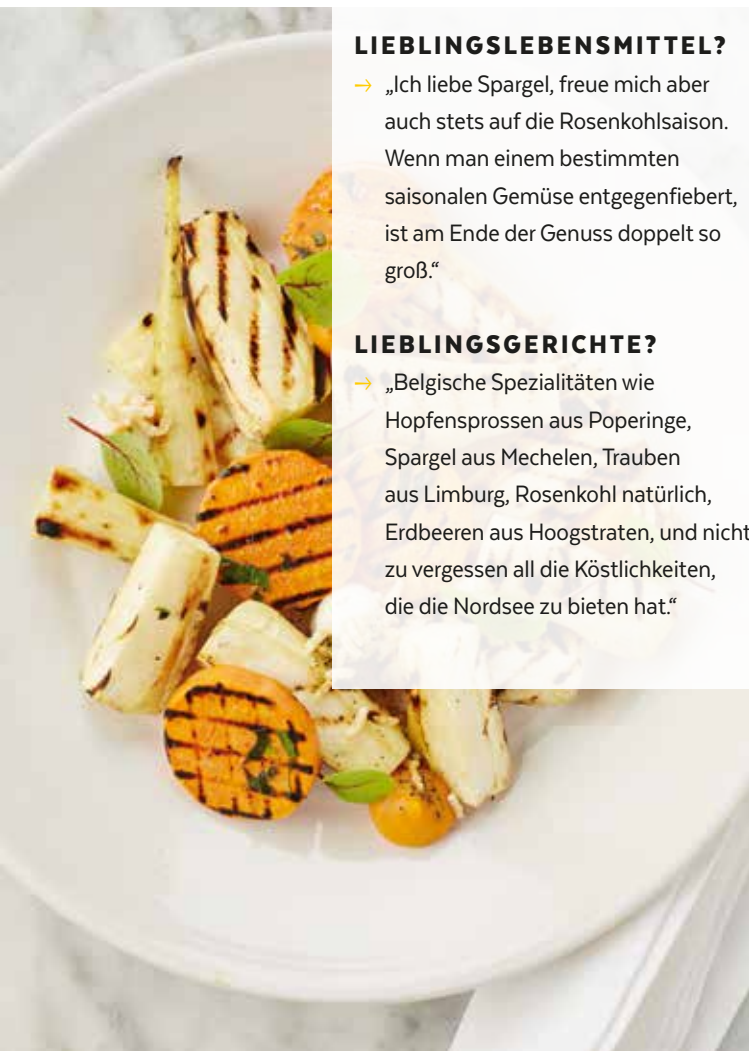 LIEBLINGSLEBENSMITTEL?
→ „Ich liebe Spargel, freue mich aber
auch stets auf die Rosenkohlsaison.
Wenn man einem bestimmten
saisonalen Gemüse entgegenfiebert,
ist am Ende der Genuss doppelt so
groß.“
LIEBLINGSGERICHTE?
→ „Belgische Spezialitäten wie
Hopfensprossen aus Poperinge,
Spargel aus Mechelen, Trauben
aus Limburg, Rosenkohl natürlich,
Erdbeeren aus Hoogstraten, und nicht
zu vergessen all die Köstlichkeiten,
die die Nordsee zu bieten hat.“